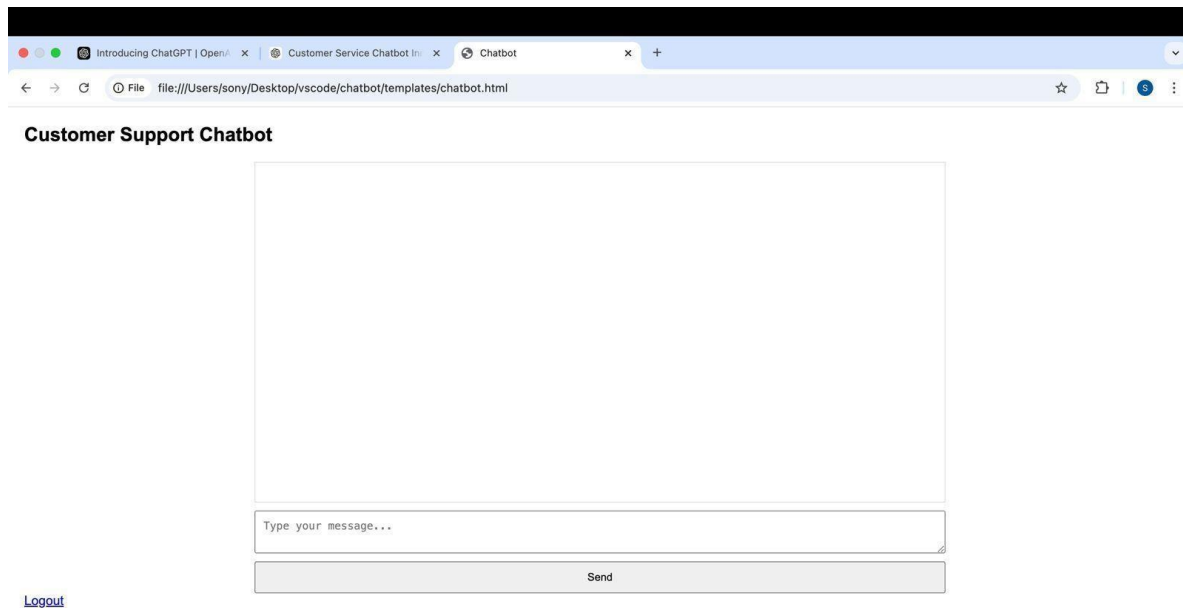 Introducing ChatGPT | OpenA
Customer Service Chatbot In
Chatbot
File file:///Users/sony/Desktop/vscode/chatbot/templates/chatbot.html
S
Customer Support Chatbot
Type your message...
Send
Logout